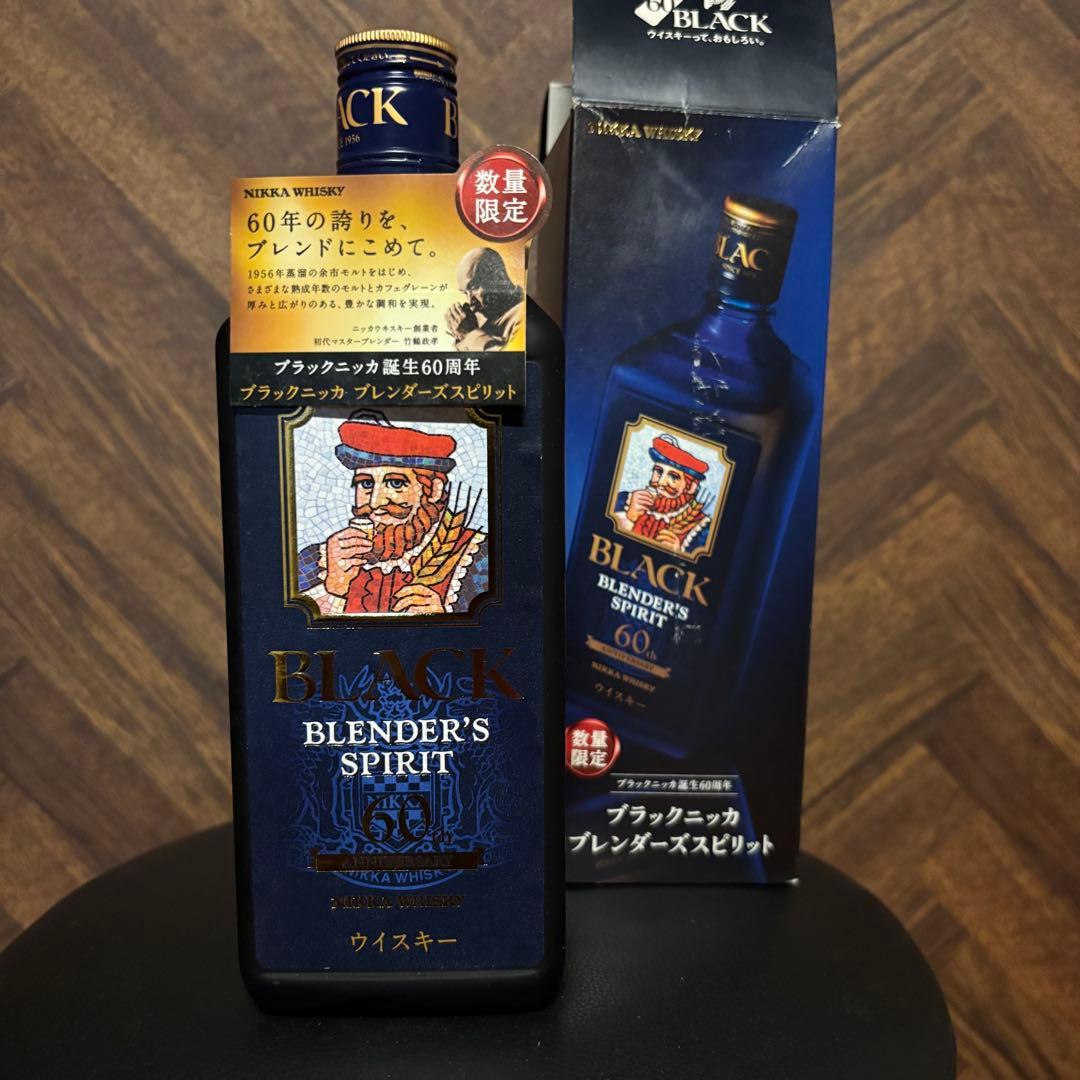 ACK
B
1956
NIKKA WHISKY
数量
限定
60年の誇りを、
ブレンドにこめて。
1956年蒸溜の余市モルトをはじめ、
さまざまな熟成年数のモルトとカフェグレーンが
厚みと広がりのある、豊かな調和を実現。
ニッカウヰスキー創業者
初代マスターブレンダー 竹鶴政孝
ブラックニッカ誕生60周年
ブラックニッカ ブレンダーズスピリット
BLACK
BLENDER'S
SPIRIT
NIKKA
60th
ANNIVERSARY
NIKKA WHISKY
NIKKA WHISKY
ウイスキー
60
BLACK
ウイスキーって、おもしろい。
NIKKA WHISKY
BLAC
SINCE 1956
BLACK
BLENDER'S
SPIRIT
60th
ANNIVERSARY
NIKKA WHISKY
ウイスキー
数量
限定
ブラックニッカ誕生60周年
ブラックニッカ
ブレンダーズスピリット